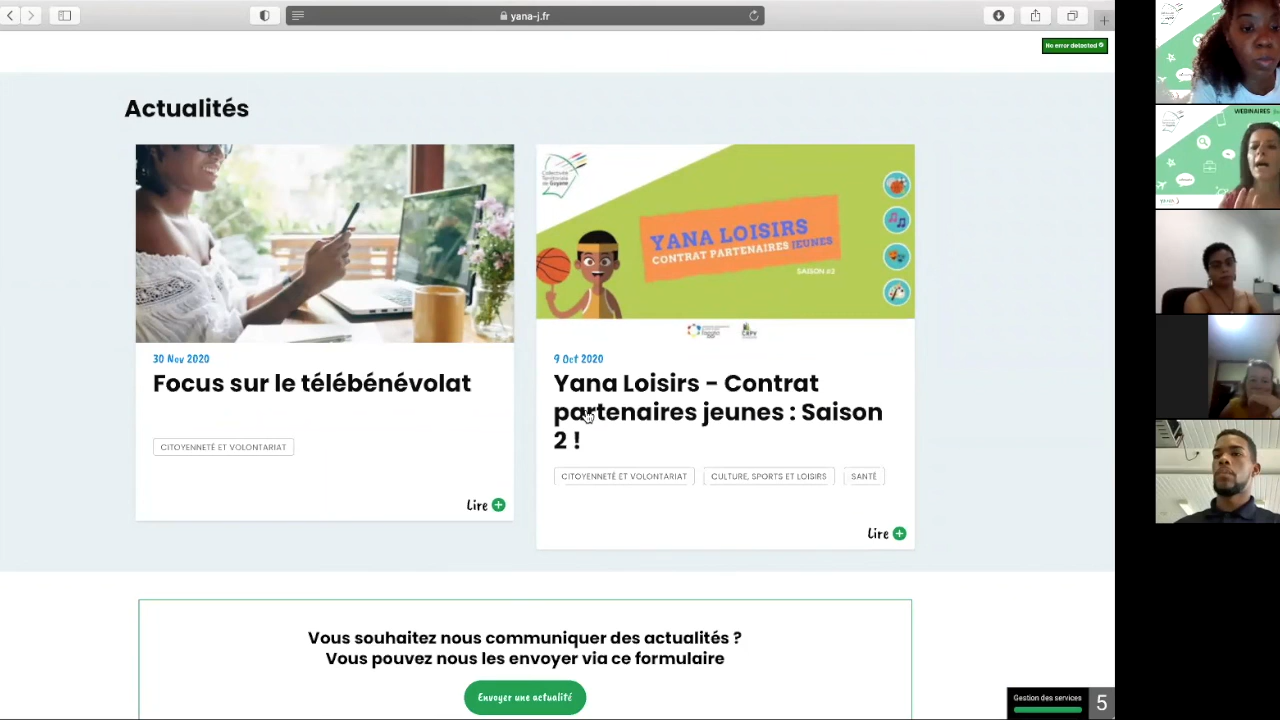 yana-j.fr
No error detected
Actualités
Collectivité
Territoriale
de Guyane
YANA LOISIRS
CONTRAT PARTENAIRES JEUNES
SAISON #2
30 Nov 2020
Focus sur le télébénévolat
CITOYENNETÉ ET VOLONTARIAT
Lire
9 Oct 2020
Yana Loisirs - Contrat
partenaires jeunes : Saison
2 !
CITOYENNETÉ ET VOLONTARIAT
CULTURE, SPORTS ET LOISIRS
SANTÉ
Lire
Vous souhaitez nous communiquer des actualités ?
Vous pouvez nous les envoyer via ce formulaire
Envoyer une actualité
Gestion des services
5
WEBINAIRES